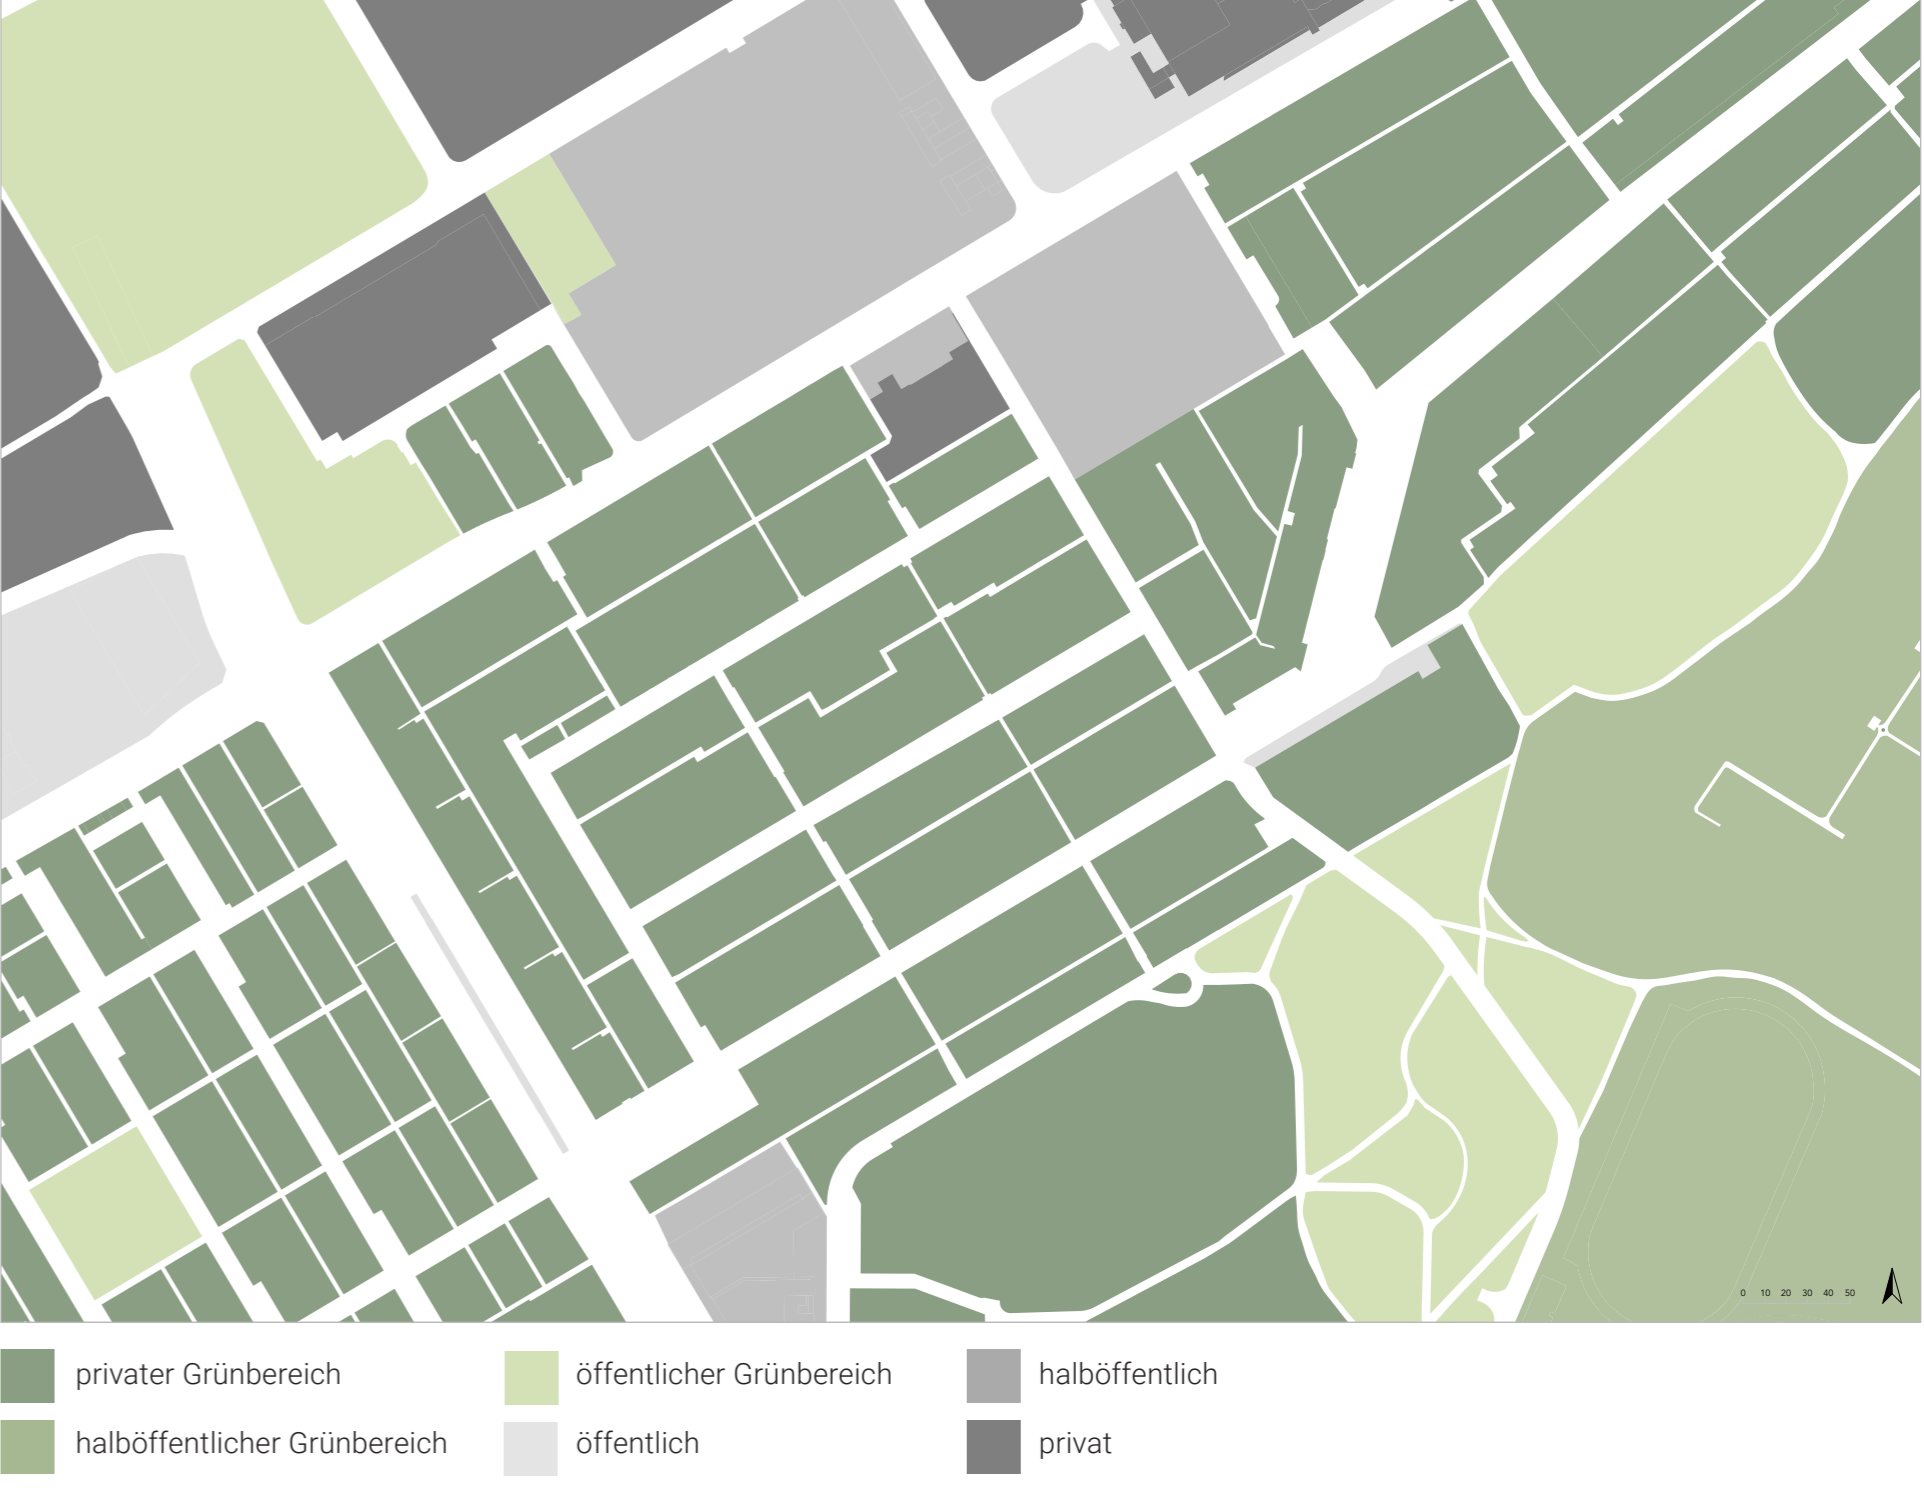 0 10 20 30 40 50
privater Grünbereich
öffentlicher Grünbereich
halböffentlich
halböffentlicher Grünbereich
öffentlich
privat